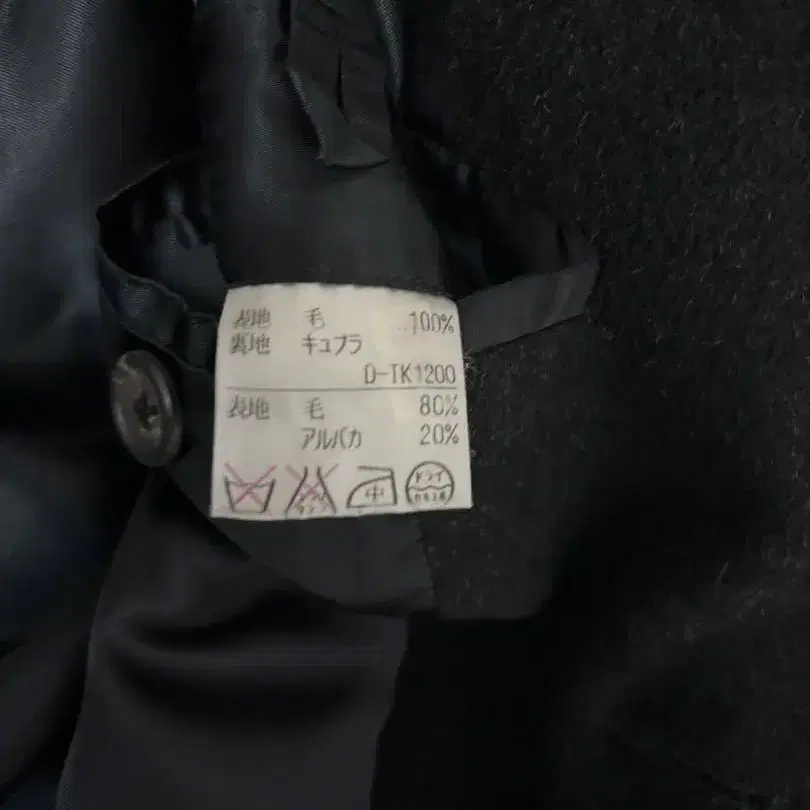 表地 毛 100%
裏地 キュプラ
D-TK1200
表地 毛 80%
アルパカ 20%
中 ドライ